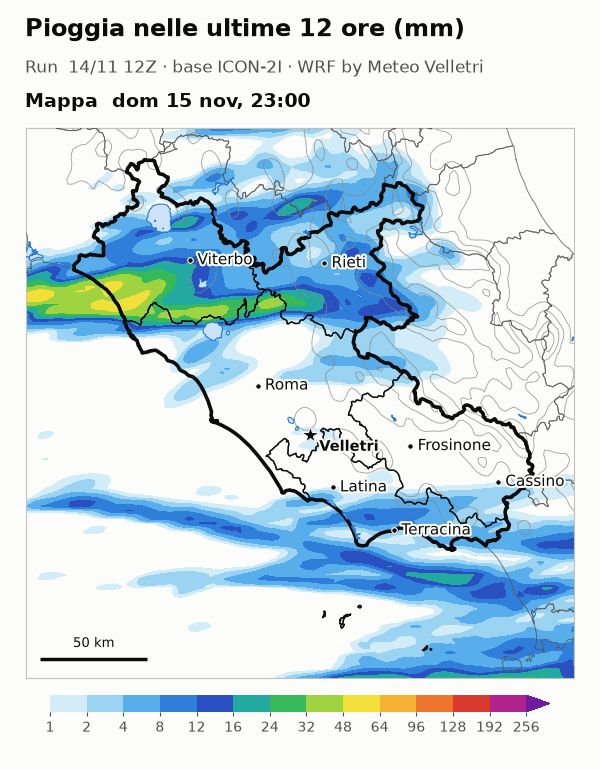 Pioggia nelle ultime 12 ore (mm)
Run  14/11 12Z · base ICON-2I · WRF by Meteo Velletri
Mappa  dom 15 nov, 23:00
Viterbo
Rieti
Roma
Velletri
Frosinone
Cassino
Latina
Terracina
50 km
1 2 4 8 12 16 24 32 48 64 96 128 192 256